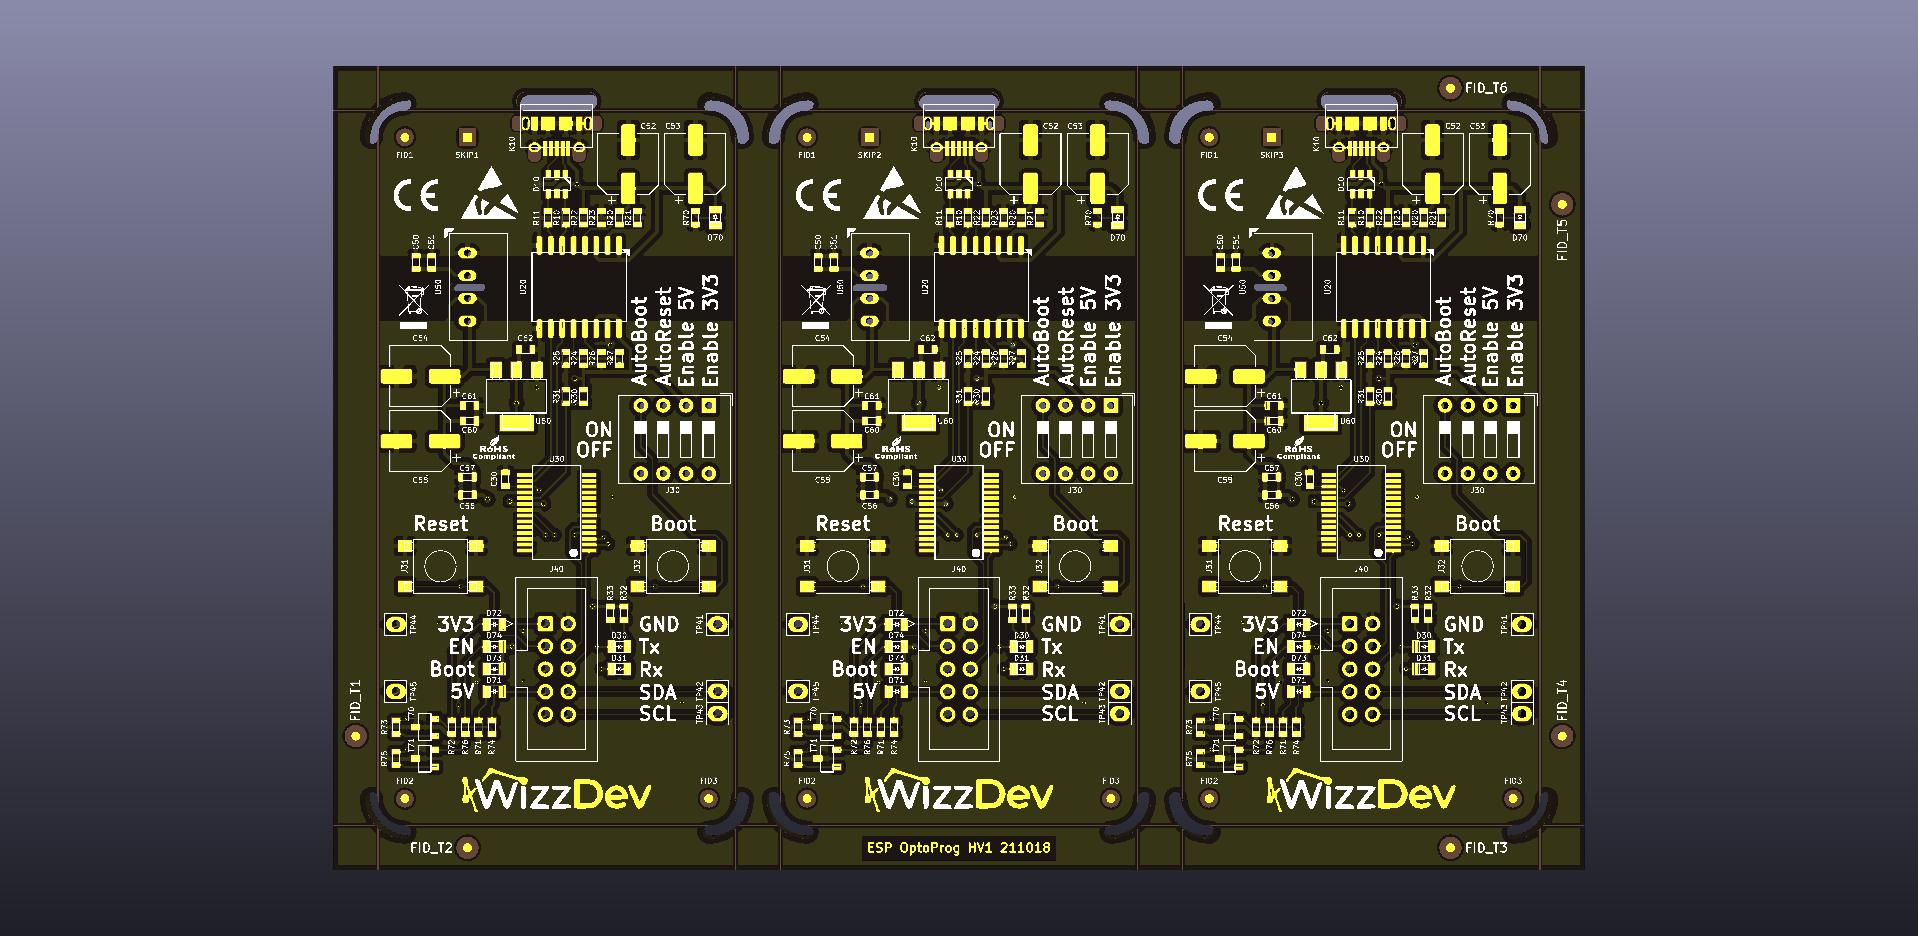 FID_T6
FID1
SKIP1
K10
C52
C53
FID1
SKIP2
K10
C52
C53
FID1
SKIP3
K10
C52
C53
CE
D10
R11
R10
R22
R23
R20
R21
R70
D70
CE
D10
R11
R10
R22
R23
R20
R21
R70
D70
CE
D10
R11
R10
R22
R23
R20
R21
R70
D70
FID_T5
C50
C51
U50
U20
AutoBoot
AutoReset
Enable 5V
Enable 3V3
C50
C51
U50
U20
AutoBoot
AutoReset
Enable 5V
Enable 3V3
C50
C51
U50
U20
AutoBoot
AutoReset
Enable 5V
Enable 3V3
C54
C62
R25
R24
R26
R27
R31
R30
C61
C60
U60
C54
C62
R25
R24
R26
R27
R31
R30
C61
C60
U60
C54
C62
R25
R24
R26
R27
R31
R30
C61
C60
U60
ON
OFF
ON
OFF
ON
OFF
RoHS
Compliant
RoHS
Compliant
RoHS
Compliant
C55
C57
C30
U30
J30
C56
C55
C57
C30
U30
J30
C56
C55
C57
C30
U30
J30
C56
Reset
Boot
Reset
Boot
Reset
Boot
J31
J40
J32
J31
J40
J32
J31
J40
J32
R33
R32
R33
R32
R33
R32
TP44
3V3
D72
GND
TP41
EN
D74
D30
Tx
Boot
D73
D31
Rx
TP45
5V
D71
SDA
TP42
SCL
TP43
TP44
3V3
D72
GND
TP41
EN
D74
D30
Tx
Boot
D73
D31
Rx
TP45
5V
D71
SDA
TP42
SCL
TP43
TP44
3V3
D72
GND
TP41
EN
D74
D30
Tx
Boot
D73
D31
Rx
TP45
5V
D71
SDA
TP42
SCL
TP43
FID_T1
FID_T4
R73
T70
R75
T71
R72
R76
R71
R74
R73
T70
R75
T71
R72
R76
R71
R74
R73
T70
R75
T71
R72
R76
R71
R74
FID2
WizzDev
FID3
FID2
WizzDev
FID3
FID2
WizzDev
FID3
FID_T2
ESP OptoProg HV1 211018
FID_T3